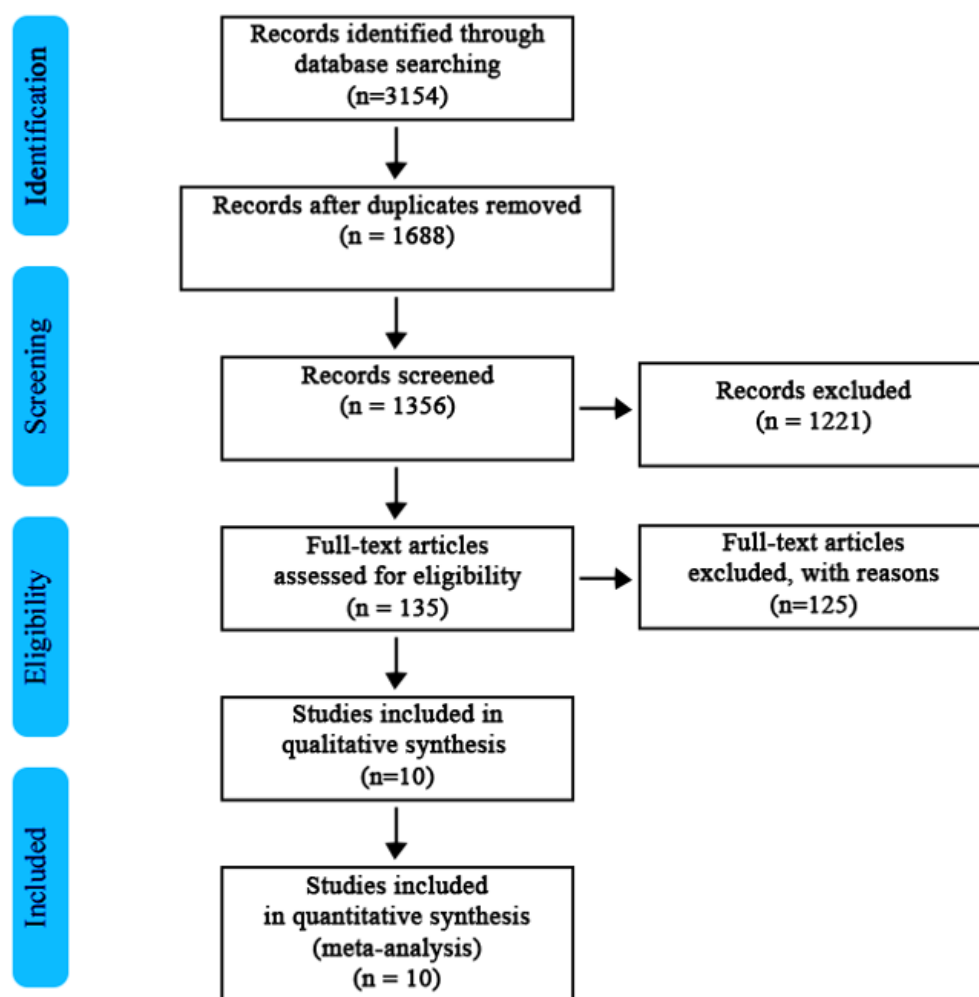 Identification
Records identified through
database searching
(n=3154)
Records after duplicates removed
(n = 1688)
Screening
Records screened
(n = 1356)
Records excluded
(n = 1221)
Eligibility
Full-text articles
assessed for eligibility
(n = 135)
Full-text articles
excluded, with reasons
(n=125)
Studies included in
qualitative synthesis
(n=10)
Included
Studies included
in quantitative synthesis
(meta-analysis)
(n = 10)